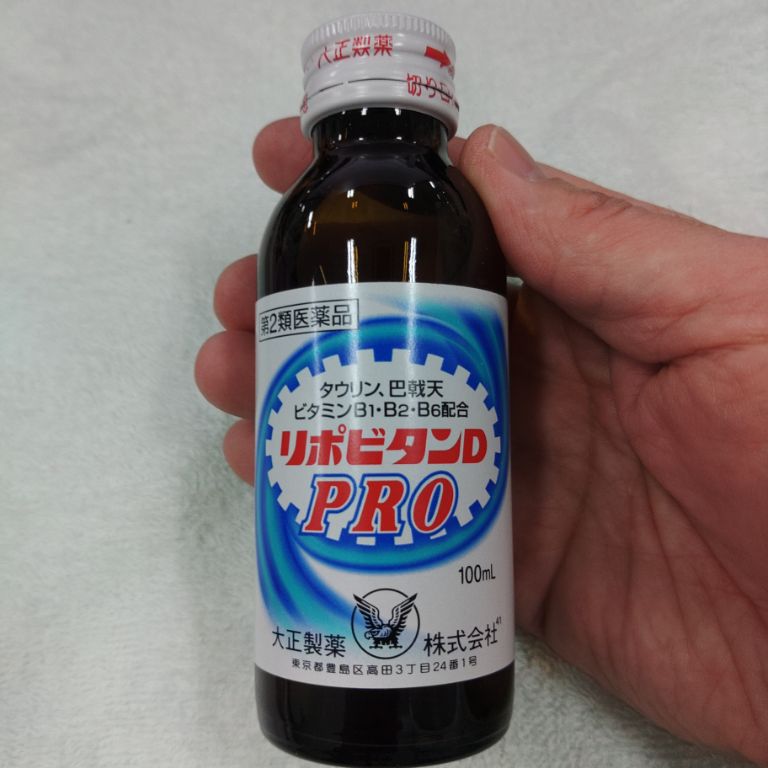 大正製薬
切り口
第2類医薬品
タウリン、巴戟天
ビタミンB1・B2・B6配合
リポビタンD
PRO
100mL
大正製薬 株式会社 41
東京都豊島区高田3丁目24番1号